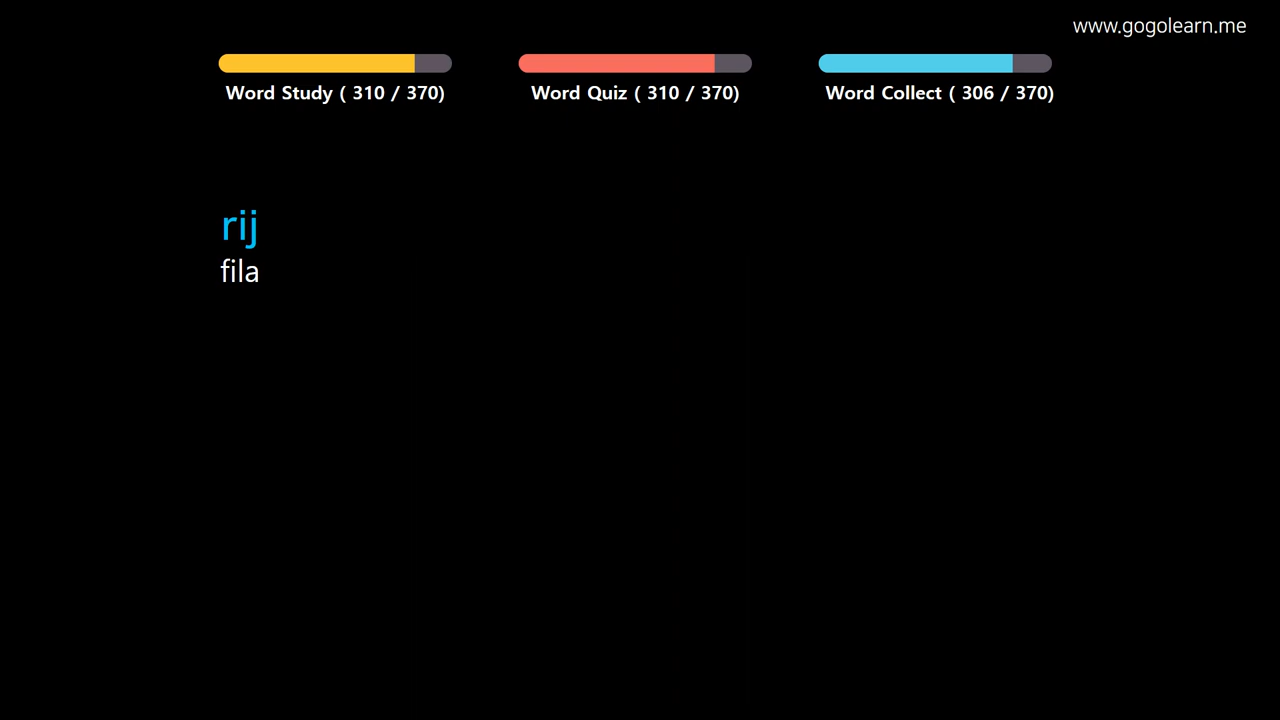 www.gogolearn.me
Word Study ( 310 / 370)
Word Quiz ( 310 / 370)
Word Collect ( 306 / 370)
rij
fila